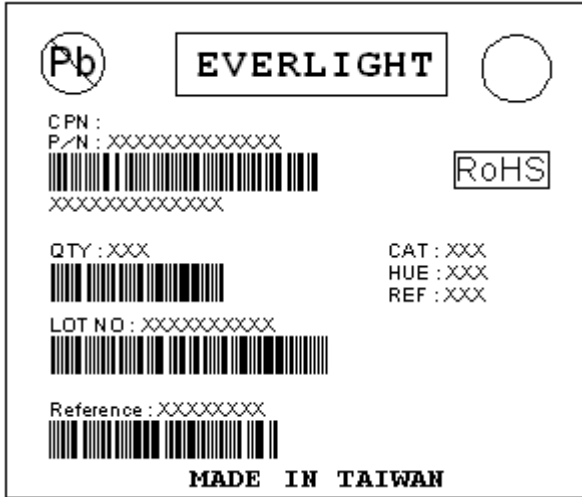 Pb
EVERLIGHT
CPN :
P/N : XXXXXXXXXXXXX
RoHS
XXXXXXXXXXXXX
QTY : XXX
CAT : XXX
HUE : XXX
REF : XXX
LOT NO : XXXXXXXXXX
Reference : XXXXXXXX
MADE IN TAIWAN